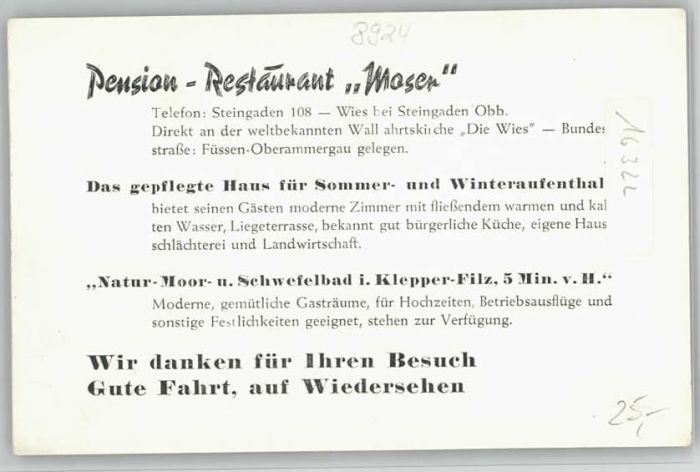 8924
Pension - Restaurant „Moser"
Telefon: Steingaden 108 — Wies bei Steingaden Obb.
Direkt an der weltbekannten Wall ahrtskirche „Die Wies" — Bundes
straße: Füssen-Oberammergau gelegen.
16322
Das gepflegte Haus für Sommer- und Winteraufenthal
bietet seinen Gästen moderne Zimmer mit fließendem warmen und kal
ten Wasser, Liegeterrasse, bekannt gut bürgerliche Küche, eigene Haus
schlächterei und Landwirtschaft.
„Natur-Moor- u. Schwefelbad i. Klepper-Filz, 5 Min. v. H."
Moderne, gemütliche Gasträume, für Hochzeiten, Betriebsausflüge und
sonstige Festlichkeiten geeignet, stehen zur Verfügung.
Wir danken für Ihren Besuch
Gute Fahrt, auf Wiedersehen
25,-